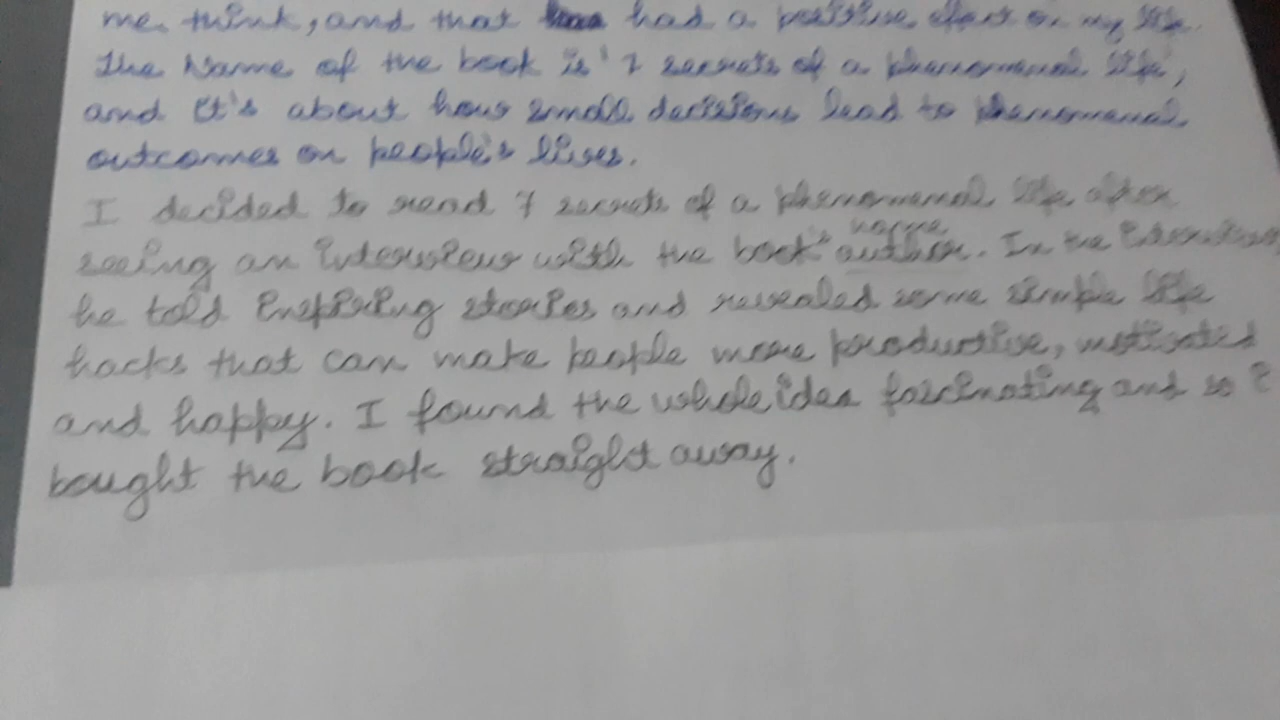 me think, and that had a positive effect on my life.
The Name of the book is '7 secrets of a phenomenal life,
and it's about how small decisions lead to phenomenal
outcomes on people's lives.
I decided to read 7 secrets of a phenomenal life after
name
seeing an interview with the book's author. In the interview
he told inspiring stories and revealed some simple life
hacks that can make people more productive, motivated
and happy. I found the whole idea fascinating and so I
bought the book straight away.